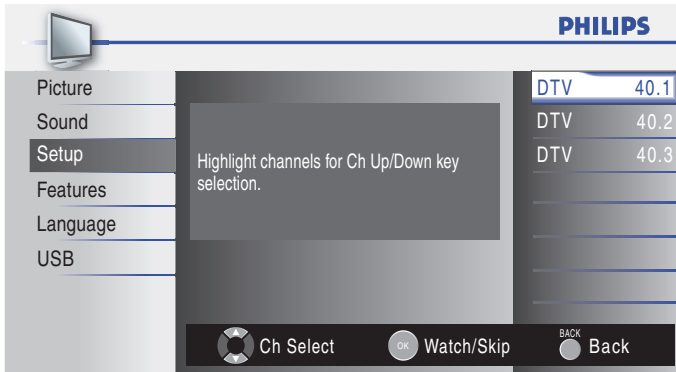 PHILIPS
Picture
Sound
Setup
Features
Language
USB
Highlight channels for Ch Up/Down key
selection.
DTV 40.1
DTV 40.2
DTV 40.3
Ch Select
OK
Watch/Skip
BACK
Back